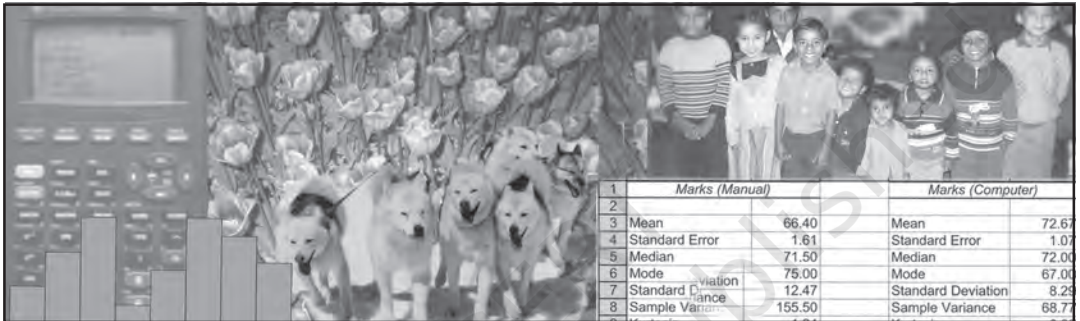 1 Marks (Manual) Marks (Computer)
2
3 Mean 66.40 Mean 72.67
4 Standard Error 1.61 Standard Error 1.07
5 Median 71.50 Median 72.00
6 Mode 75.00 Mode 67.00
7 Standard Deviation 12.47 Standard Deviation 8.29
8 Sample Variance 155.50 Sample Variance 68.77